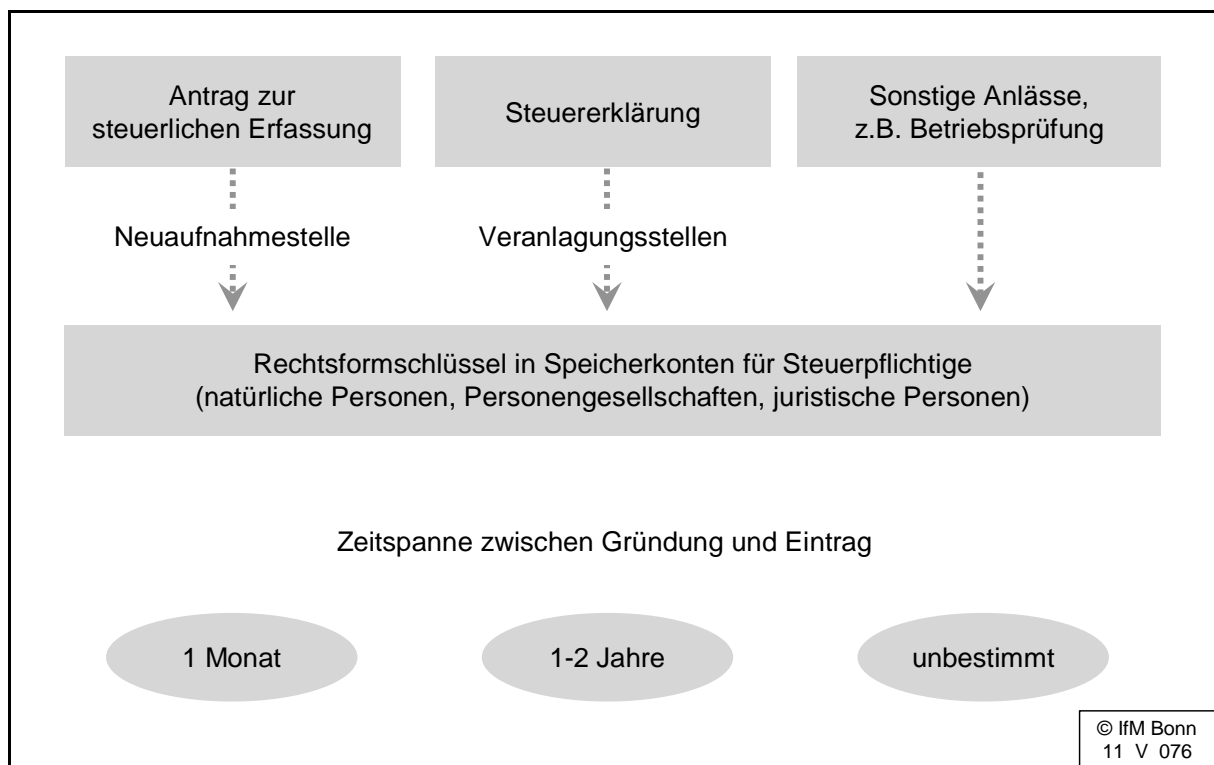 Antrag zur
steuerlichen Erfassung
Steuererklärung
Sonstige Anlässe,
z.B. Betriebsprüfung
Neuaufnahmestelle
Veranlagungsstellen
Rechtsformschlüssel in Speicherkonten für Steuerpflichtige
(natürliche Personen, Personengesellschaften, juristische Personen)
Zeitspanne zwischen Gründung und Eintrag
1 Monat
1-2 Jahre
unbestimmt
© IfM Bonn
11 V 076